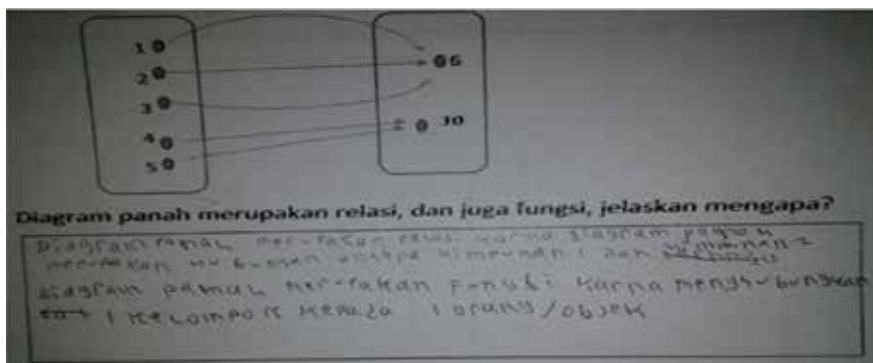 1
2
3
4
5
6
10
Diagram panah merupakan relasi, dan juga fungsi, jelaskan mengapa?
Diagram panah merupakan relasi karna diagram panah
merupakan hubungan himpunan 1 dan himpunan 2
diagram panah merupakan Fungsi karna menghubungkan
1 kelompok kepada 1 orang/objek